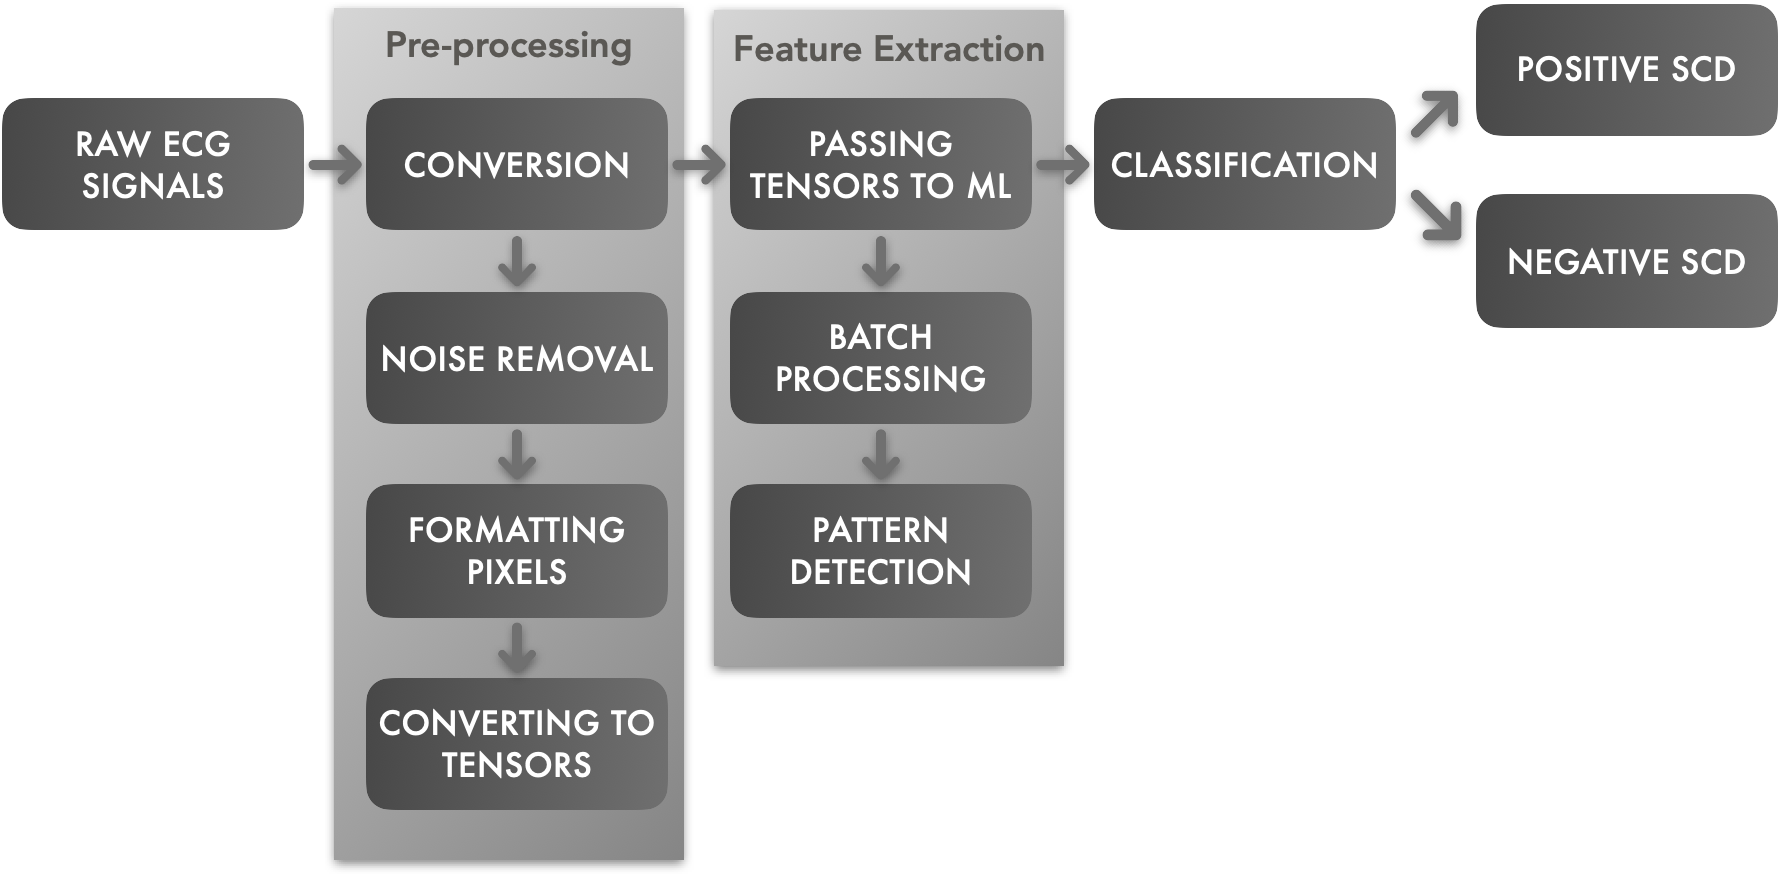 RAW ECG
SIGNALS
Pre-processing
CONVERSION
NOISE REMOVAL
FORMATTING
PIXELS
CONVERTING TO
TENSORS
Feature Extraction
PASSING
TENSORS TO ML
BATCH
PROCESSING
PATTERN
DETECTION
CLASSIFICATION
POSITIVE SCD
NEGATIVE SCD